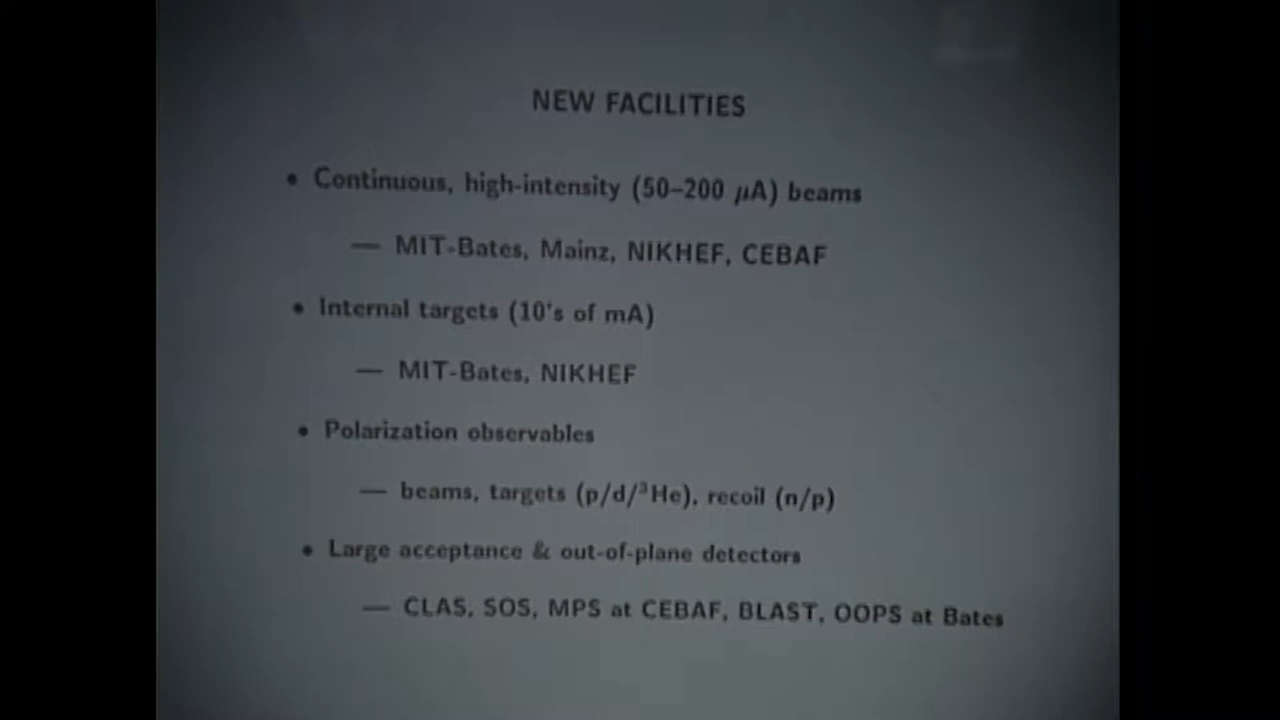 NEW FACILITIES
• Continuous, high-intensity (50–200 μA) beams
— MIT-Bates, Mainz, NIKHEF, CEBAF
• Internal targets (10's of mA)
— MIT-Bates, NIKHEF
• Polarization observables
— beams, targets (p/d/³He), recoil (n/p)
• Large acceptance & out-of-plane detectors
— CLAS, SOS, MPS at CEBAF, BLAST, OOPS at Bates